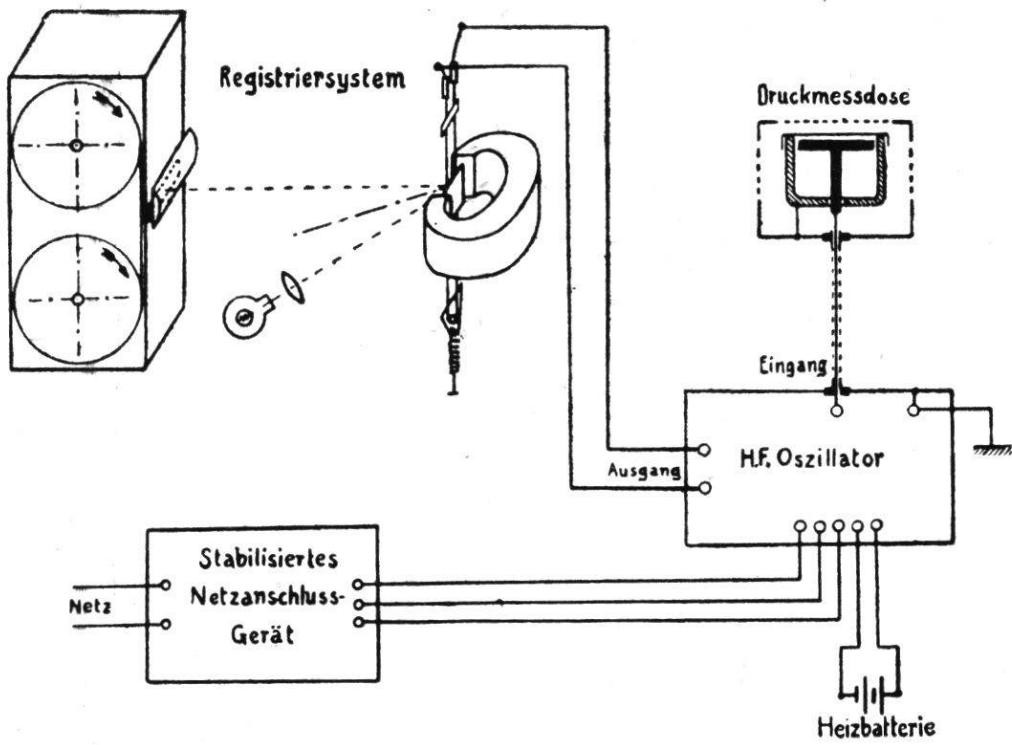 Registriersystem
Druckmessdose
Eingang
H.F. Oszillator
Ausgang
Stabilisiertes
Netzanschluss-
Gerät
Netz
Heizbatterie